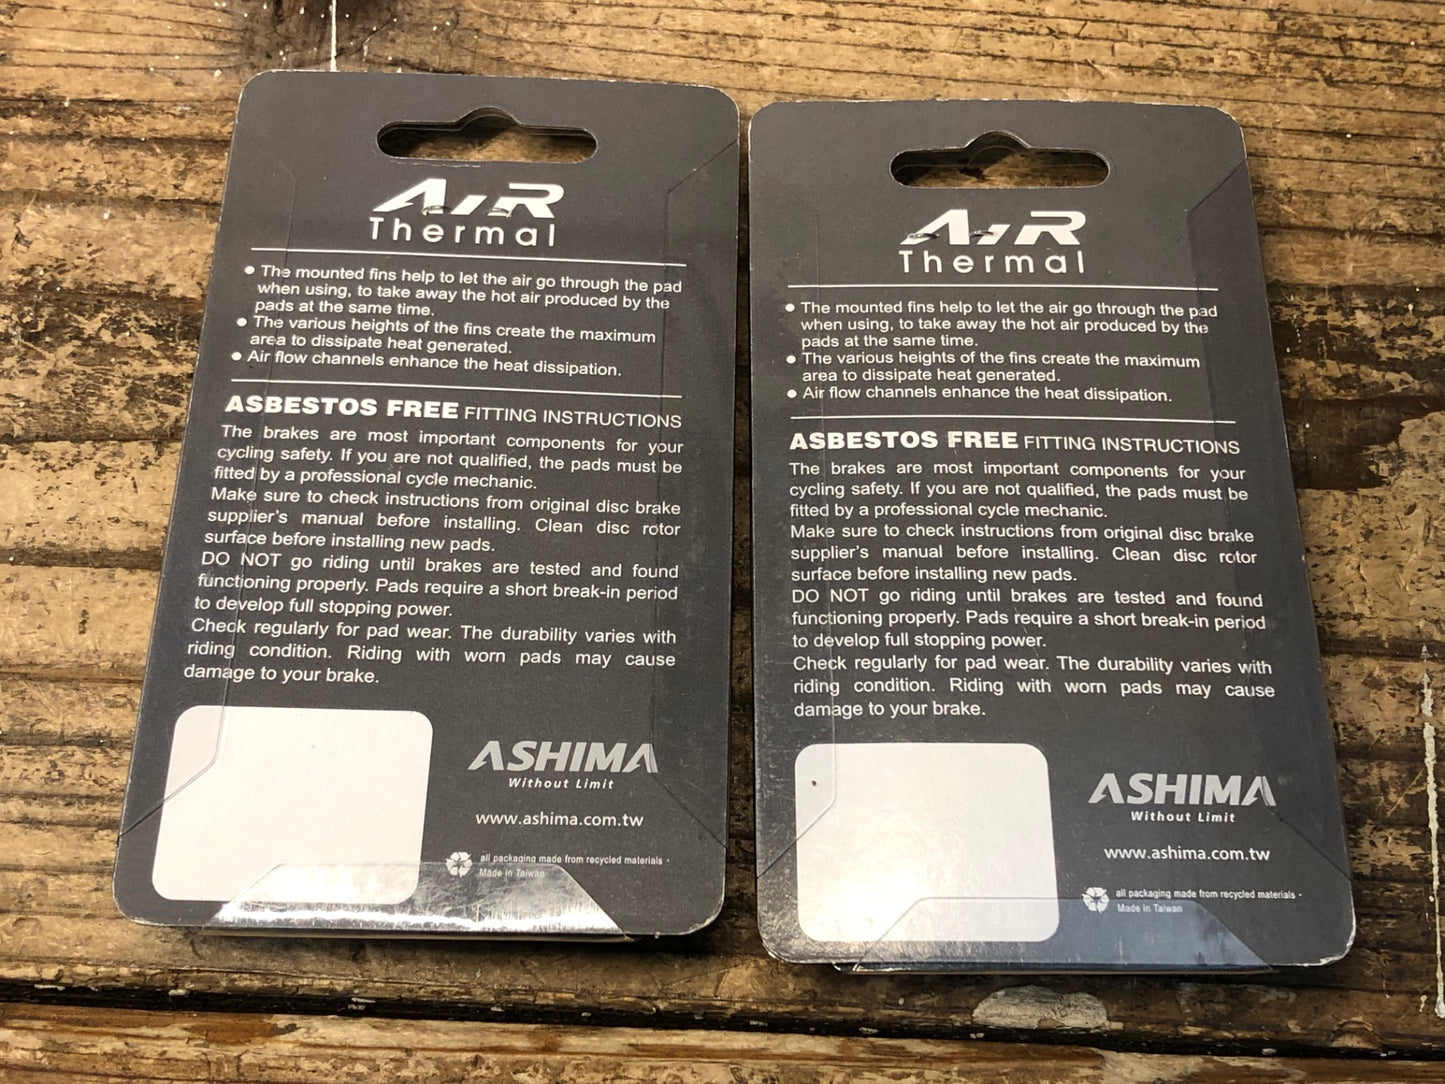 AiR
Thermal
● The mounted fins help to let the air go through the pad
when using, to take away the hot air produced by the
pads at the same time.
● The various heights of the fins create the maximum
area to dissipate heat generated.
● Air flow channels enhance the heat dissipation.
ASBESTOS FREE FITTING INSTRUCTIONS
The brakes are most important components for your
cycling safety. If you are not qualified, the pads must be
fitted by a professional cycle mechanic.
Make sure to check instructions from original disc brake
supplier's manual before installing. Clean disc rotor
surface before installing new pads.
DO NOT go riding until brakes are tested and found
functioning properly. Pads require a short break-in period
to develop full stopping power.
Check regularly for pad wear. The durability varies with
riding condition. Riding with worn pads may cause
damage to your brake.
ASHIMA
Without Limit
www.ashima.com.tw
all packaging made from recycled materials ·
Made in Taiwan
AiR
Thermal
● The mounted fins help to let the air go through the pad
when using, to take away the hot air produced by the
pads at the same time.
● The various heights of the fins create the maximum
area to dissipate heat generated.
● Air flow channels enhance the heat dissipation.
ASBESTOS FREE FITTING INSTRUCTIONS
The brakes are most important components for your
cycling safety. If you are not qualified, the pads must be
fitted by a professional cycle mechanic.
Make sure to check instructions from original disc brake
supplier's manual before installing. Clean disc rotor
surface before installing new pads.
DO NOT go riding until brakes are tested and found
functioning properly. Pads require a short break-in period
to develop full stopping power.
Check regularly for pad wear. The durability varies with
riding condition. Riding with worn pads may cause
damage to your brake.
ASHIMA
Without Limit
www.ashima.com.tw
all packaging made from recycled materials ·
Made in Taiwan